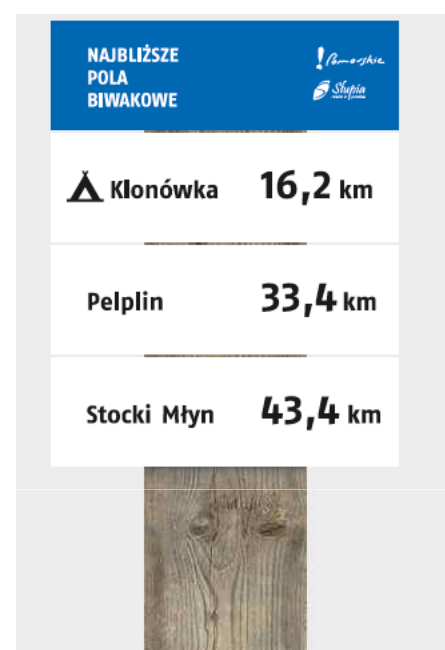 NAJBLIŻSZE
POLA
BIWAKOWE
Pomorskie
Słupia
Klonówka 16,2 km
Pelplin 33,4 km
Stocki Młyn 43,4 km